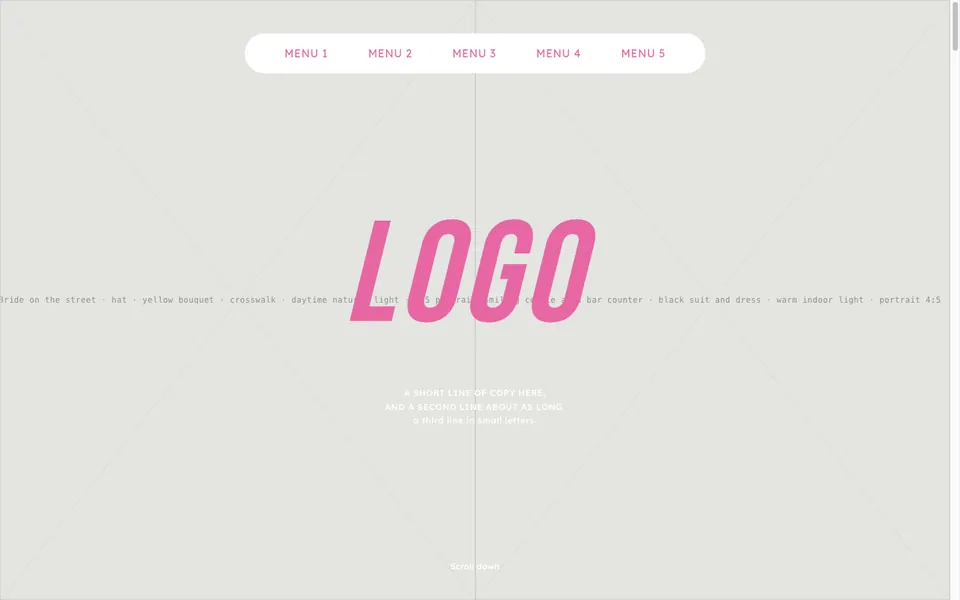 MENU 1 MENU 2 MENU 3 MENU 4 MENU 5
LOGO
Bride on the street · hat · yellow bouquet · crosswalk · daytime light · bar counter · black suit and dress · warm indoor light · portrait 4:5
A SHORT LINE OF COPY HERE,
AND A SECOND LINE ABOUT AS LONG
a third line in small letters.
Scroll down